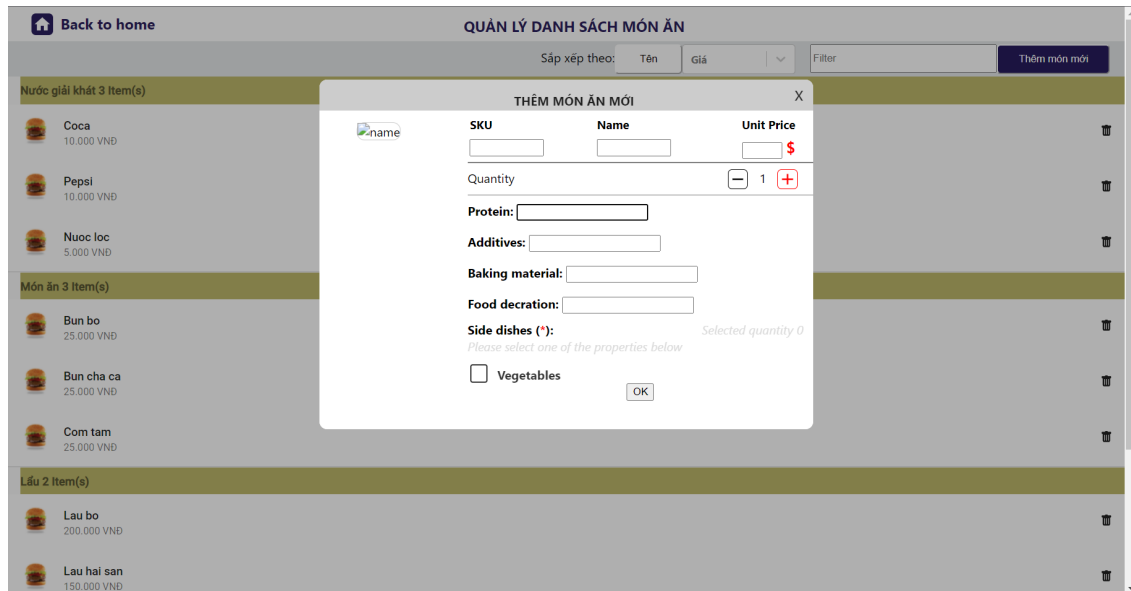 Back to home
QUẢN LÝ DANH SÁCH MÓN ĂN
Sắp xếp theo: Tên Giá Filter Thêm món mới
Nước giải khát 3 Item(s)
Coca
10.000 VNĐ
Pepsi
10.000 VNĐ
Nuoc loc
5.000 VNĐ
Món ăn 3 Item(s)
Bun bo
25.000 VNĐ
Bun cha ca
25.000 VNĐ
Com tam
25.000 VNĐ
Lẩu 2 Item(s)
Lau bo
200.000 VNĐ
Lau hai san
150.000 VNĐ
THÊM MÓN ĂN MỚI X
name
SKU Name Unit Price
$
Quantity 1
Protein:
Additives:
Baking material:
Food decration:
Side dishes (*): Selected quantity 0
Please select one of the properties below
Vegetables
OK